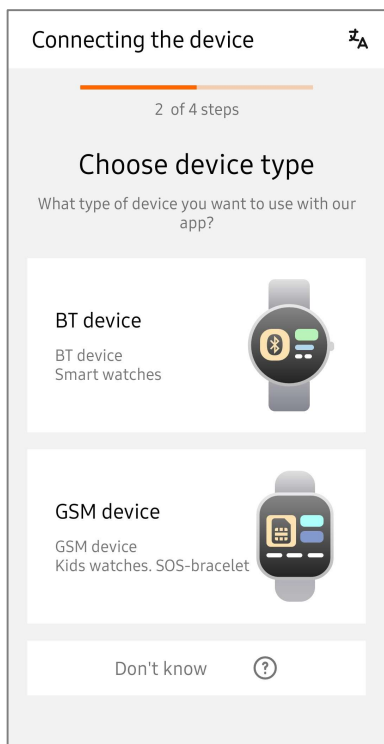 Connecting the device
2 of 4 steps
Choose device type
What type of device you want to use with our
app?
BT device
BT device
Smart watches
GSM device
GSM device
Kids watches. SOS-bracelet
Don't know